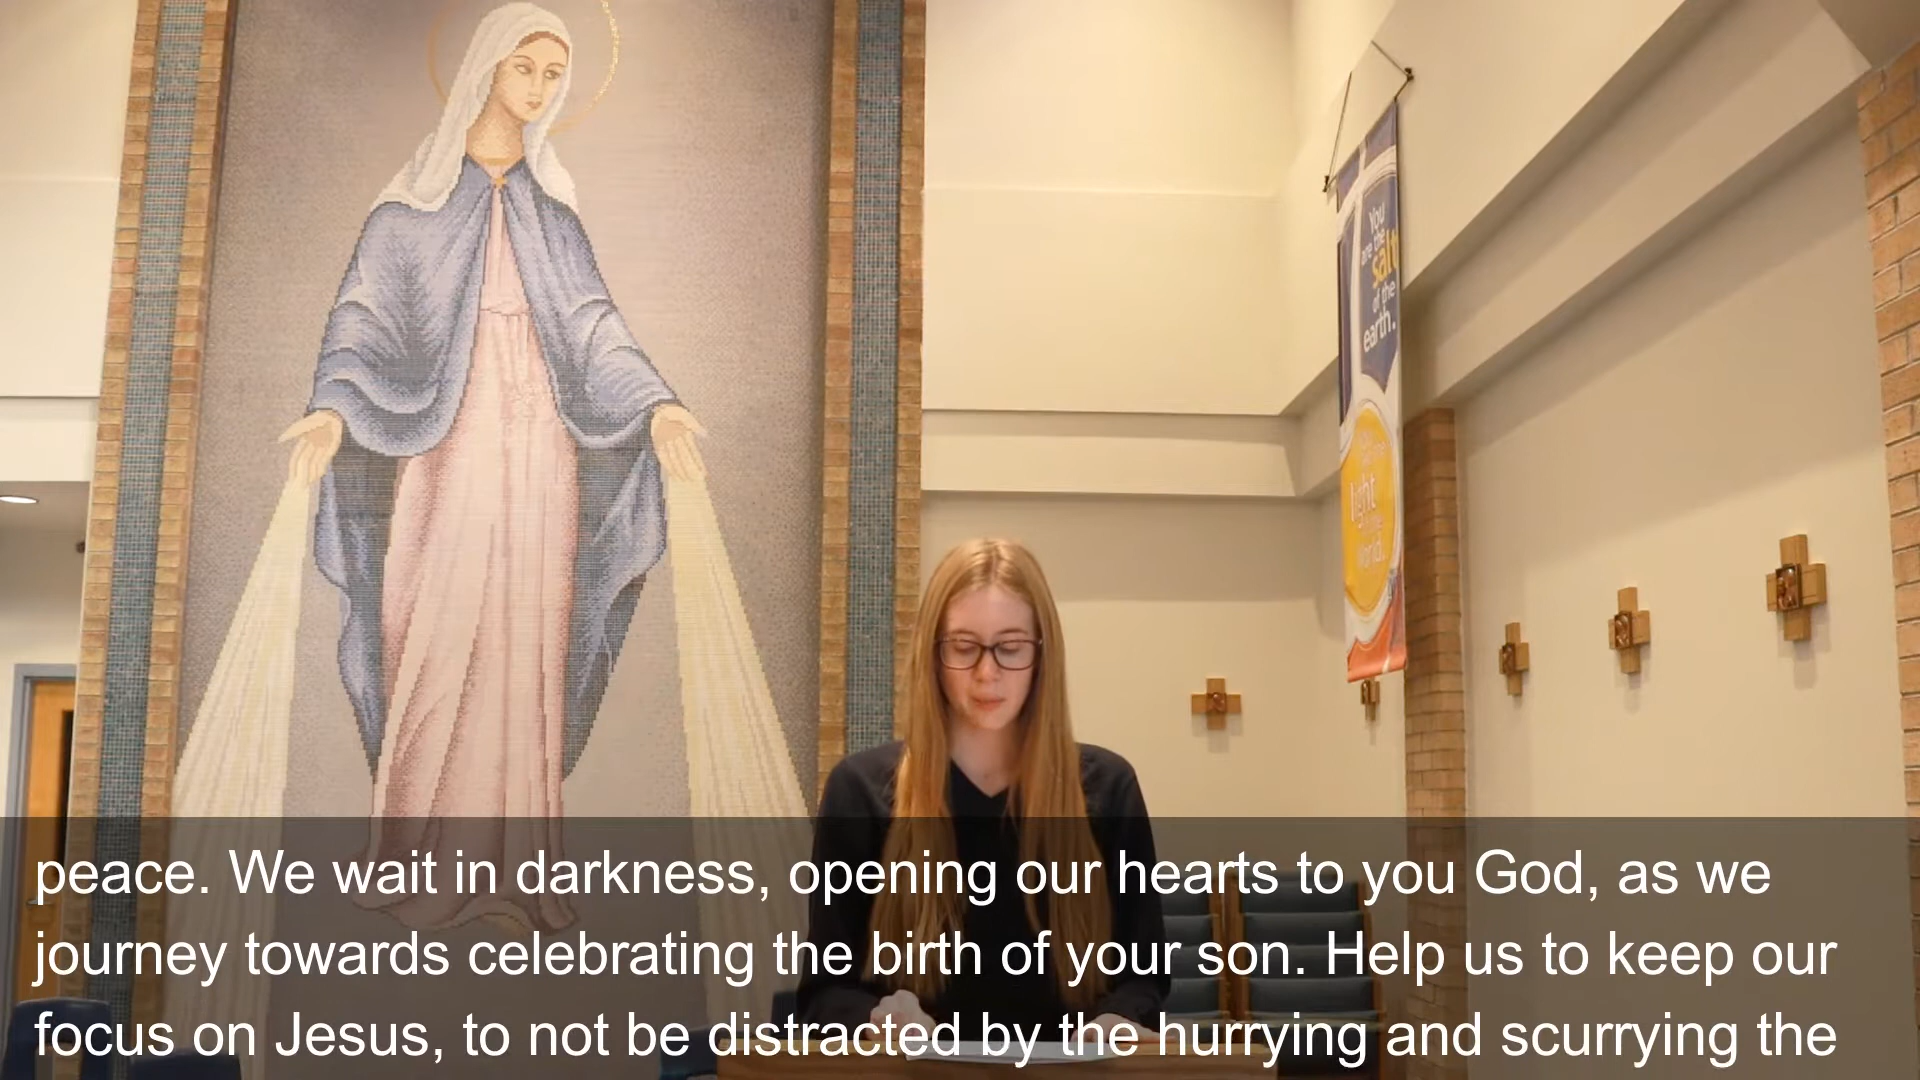 You
are the
salt
of the
earth.
light
world.
peace. We wait in darkness, opening our hearts to you God, as we
journey towards celebrating the birth of your son. Help us to keep our
focus on Jesus, to not be distracted by the hurrying and scurrying the